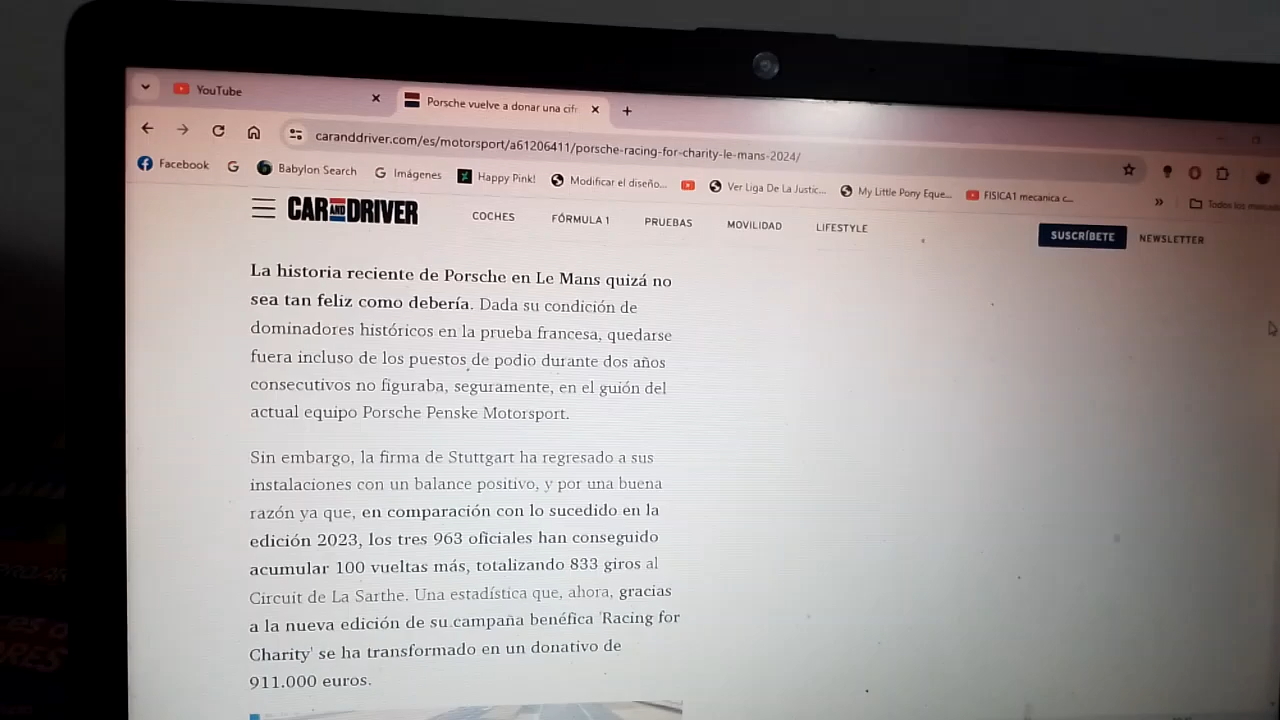 YouTube
Porsche vuelve a donar una cifr
caranddriver.com/es/motorsport/a61206411/porsche-racing-for-charity-le-mans-2024/
Facebook
Babylon Search
Imágenes
Happy Pink!
Modificar el diseño...
Ver Liga De La Justic...
My Little Pony Eque...
FISICA1 mecanica c...
Todos los marcad
CAR AND DRIVER
COCHES
FÓRMULA 1
PRUEBAS
MOVILIDAD
LIFESTYLE
SUSCRÍBETE
NEWSLETTER
La historia reciente de Porsche en Le Mans quizá no
sea tan feliz como debería. Dada su condición de
dominadores históricos en la prueba francesa, quedarse
fuera incluso de los puestos de podio durante dos años
consecutivos no figuraba, seguramente, en el guión del
actual equipo Porsche Penske Motorsport.
Sin embargo, la firma de Stuttgart ha regresado a sus
instalaciones con un balance positivo, y por una buena
razón ya que, en comparación con lo sucedido en la
edición 2023, los tres 963 oficiales han conseguido
acumular 100 vueltas más, totalizando 833 giros al
Circuit de La Sarthe. Una estadística que, ahora, gracias
a la nueva edición de su campaña benéfica 'Racing for
Charity' se ha transformado en un donativo de
911.000 euros.